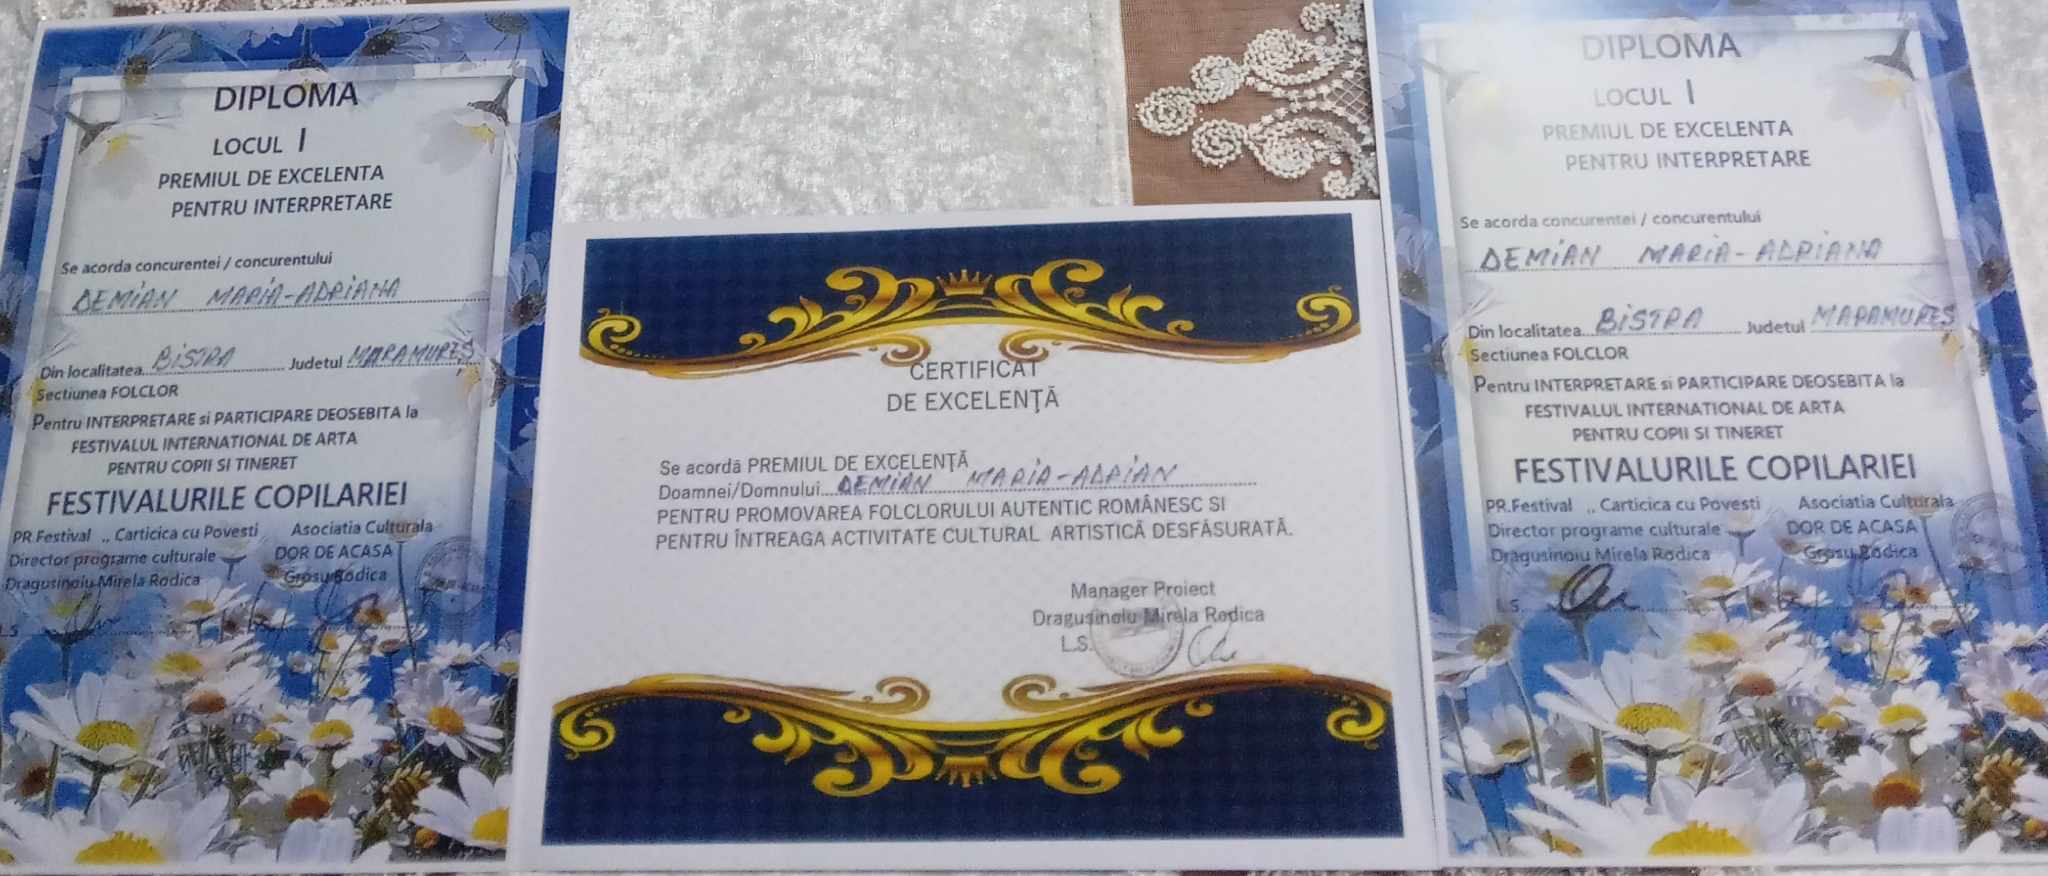 DIPLOMA
LOCUL I
PREMIUL DE EXCELENTA
PENTRU INTERPRETARE
Se acorda concurentei / concurentului
DEMIAN MARIA-ADRIANA
Din localitatea BISTRA Judetul MARAMUREȘ
Sectiunea FOLCLOR
Pentru INTERPRETARE si PARTICIPARE DEOSEBITA la
FESTIVALUL INTERNATIONAL DE ARTA
PENTRU COPII SI TINERET
FESTIVALURILE COPILARIEI
PR.Festival ,, Carticica cu Povesti Asociatia Culturala
Director programe culturale DOR DE ACASA
Dragusinoiu Mirela Rodica Grosu Rodica
L.S
CERTIFICAT
DE EXCELENŢĂ
Se acordă PREMIUL DE EXCELENŢĂ
Doamnei/Domnului DEMIAN MARIA-ADRIAN
PENTRU PROMOVAREA FOLCLORULUI AUTENTIC ROMÂNESC SI
PENTRU ÎNTREAGA ACTIVITATE CULTURAL ARTISTICĂ DESFĂSURATĂ.
Manager Proiect
Dragusinoiu Mirela Rodica
L.S.
DIPLOMA
LOCUL I
PREMIUL DE EXCELENTA
PENTRU INTERPRETARE
Se acorda concurentei / concurentului
DEMIAN MARIA-ADRIANA
Din localitatea BISTRA Judetul MARAMUREȘ
Sectiunea FOLCLOR
Pentru INTERPRETARE si PARTICIPARE DEOSEBITA la
FESTIVALUL INTERNATIONAL DE ARTA
PENTRU COPII SI TINERET
FESTIVALURILE COPILARIEI
PR.Festival ,, Carticica cu Povesti Asociatia Culturala
Director programe culturale DOR DE ACASA
Dragusinoiu Mirela Rodica Grosu Rodica
L.S.